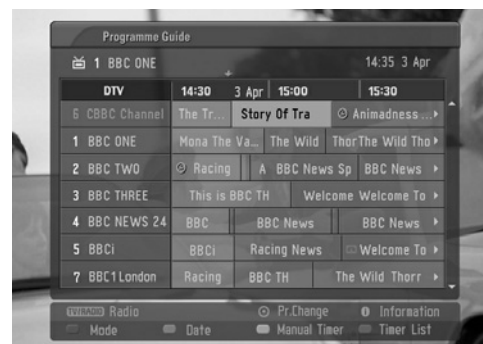 Programme Guide
1 BBC ONE 14:35 3 Apr
DTV 14:30 3 Apr 15:00 15:30
6 CBBC Channel The Tr... Story Of Tra Animadness ...
1 BBC ONE Mona The Va... The Wild Thor The Wild Tho
2 BBC TWO Racing A BBC News Sp BBC News
3 BBC THREE This is BBC TH Welcome Welcome To
4 BBC NEWS 24 BBC BBC News BBC News
5 BBCi BBCi Racing News Welcome To
7 BBC1 London Racing BBC TH The Wild Thorr
TV/RADIO Radio Pr.Change Information
Mode Date Manual Timer Timer List